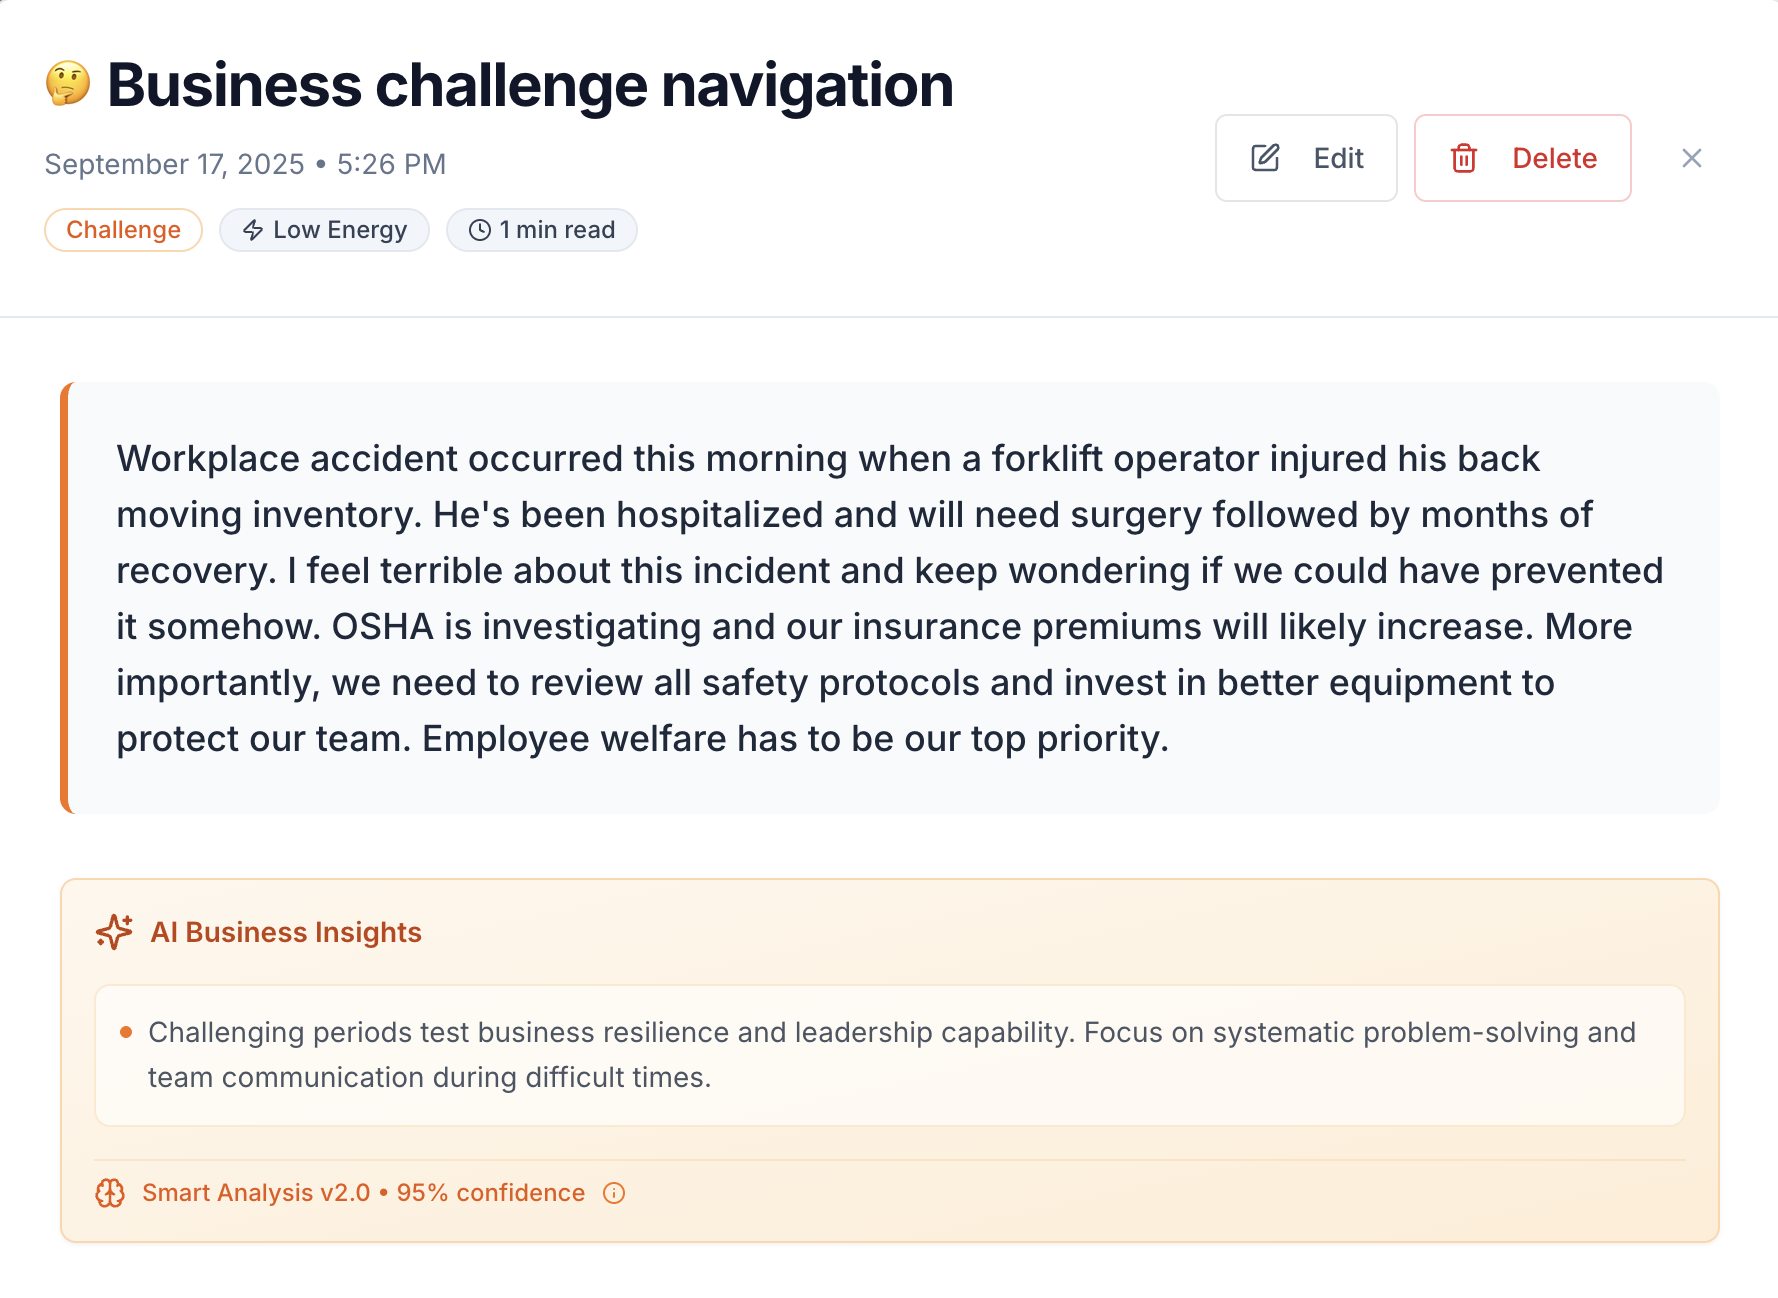 🤔 Business challenge navigation
September 17, 2025 • 5:26 PM
Edit
Delete
Challenge
Low Energy
1 min read
Workplace accident occurred this morning when a forklift operator injured his back
moving inventory. He's been hospitalized and will need surgery followed by months of
recovery. I feel terrible about this incident and keep wondering if we could have prevented
it somehow. OSHA is investigating and our insurance premiums will likely increase. More
importantly, we need to review all safety protocols and invest in better equipment to
protect our team. Employee welfare has to be our top priority.
AI Business Insights
• Challenging periods test business resilience and leadership capability. Focus on systematic problem-solving and
team communication during difficult times.
Smart Analysis v2.0 • 95% confidence